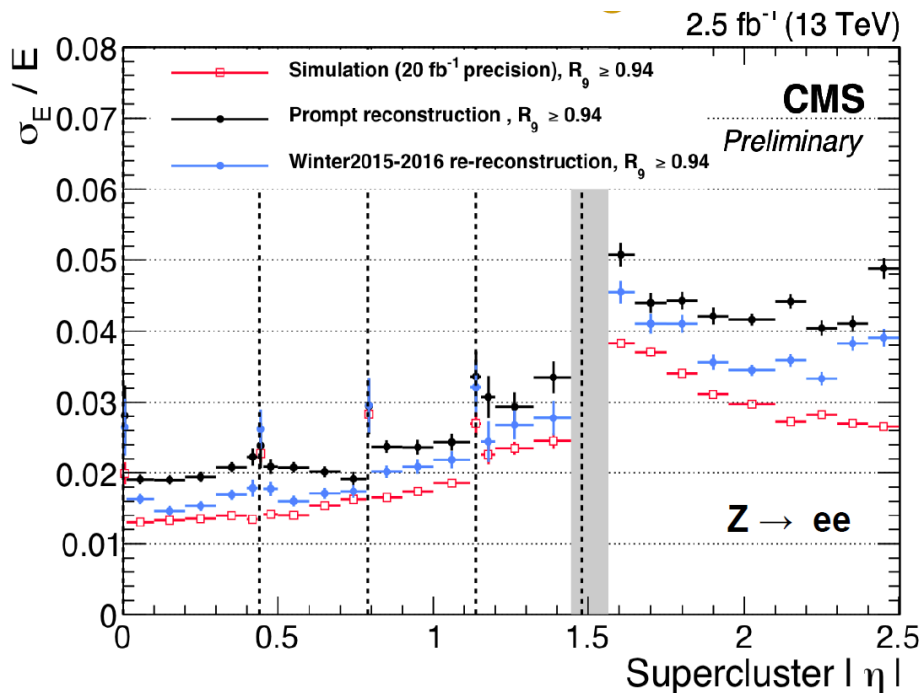 2.5 fb⁻¹ (13 TeV)
Simulation (20 fb⁻¹ precision), R₉ ≥ 0.94
Prompt reconstruction , R₉ ≥ 0.94
Winter2015-2016 re-reconstruction, R₉ ≥ 0.94
CMS
Preliminary
σ_E / E
0.08
0.07
0.06
0.05
0.04
0.03
0.02
0.01
0
Z → ee
0 0.5 1 1.5 2 2.5
Supercluster | η |